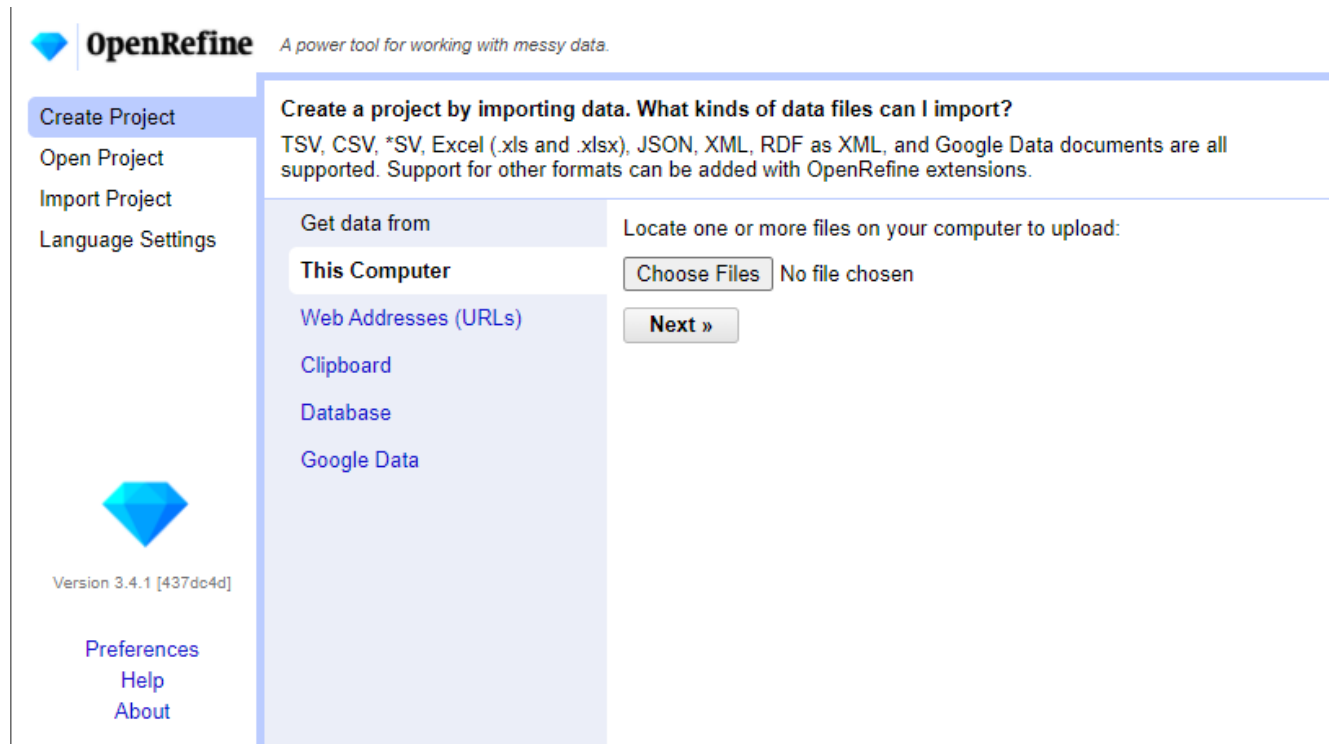 OpenRefine A power tool for working with messy data.
Create Project
Open Project
Import Project
Language Settings
Create a project by importing data. What kinds of data files can I import?
TSV, CSV, *SV, Excel (.xls and .xlsx), JSON, XML, RDF as XML, and Google Data documents are all
supported. Support for other formats can be added with OpenRefine extensions.
Get data from
This Computer
Web Addresses (URLs)
Clipboard
Database
Google Data
Locate one or more files on your computer to upload:
Choose Files No file chosen
Next »
Version 3.4.1 [437dc4d]
Preferences
Help
About